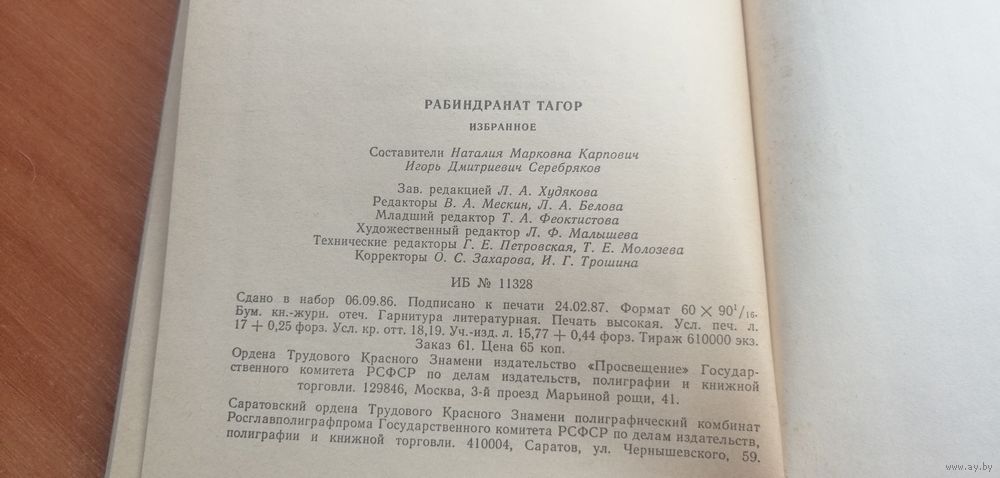 РАБИНДРАНАТ ТАГОР
ИЗБРАННОЕ
Составители Наталия Марковна Карпович
Игорь Дмитриевич Серебряков
Зав. редакцией Л. А. Худякова
Редакторы В. А. Мескин, Л. А. Белова
Младший редактор Т. А. Феоктистова
Художественный редактор Л. Ф. Малышева
Технические редакторы Г. Е. Петровская, Т. Е. Молозева
Корректоры О. С. Захарова, И. Г. Трошина
ИБ № 11328
Сдано в набор 06.09.86. Подписано к печати 24.02.87. Формат 60 × 90¹/₁₆.
Бум. кн.-журн. отеч. Гарнитура литературная. Печать высокая. Усл. печ. л.
17 + 0,25 форз. Усл. кр. отт. 18,19. Уч.-изд. л. 15,77 + 0,44 форз. Тираж 610000 экз.
Заказ 61. Цена 65 коп.
Ордена Трудового Красного Знамени издательство «Просвещение» Государ-
ственного комитета РСФСР по делам издательств, полиграфии и книжной
торговли. 129846, Москва, 3-й проезд Марьиной рощи, 41.
Саратовский ордена Трудового Красного Знамени полиграфический комбинат
Росглавполиграфпрома Государственного комитета РСФСР по делам издательств,
полиграфии и книжной торговли. 410004, Саратов, ул. Чернышевского, 59.
www.ay.by